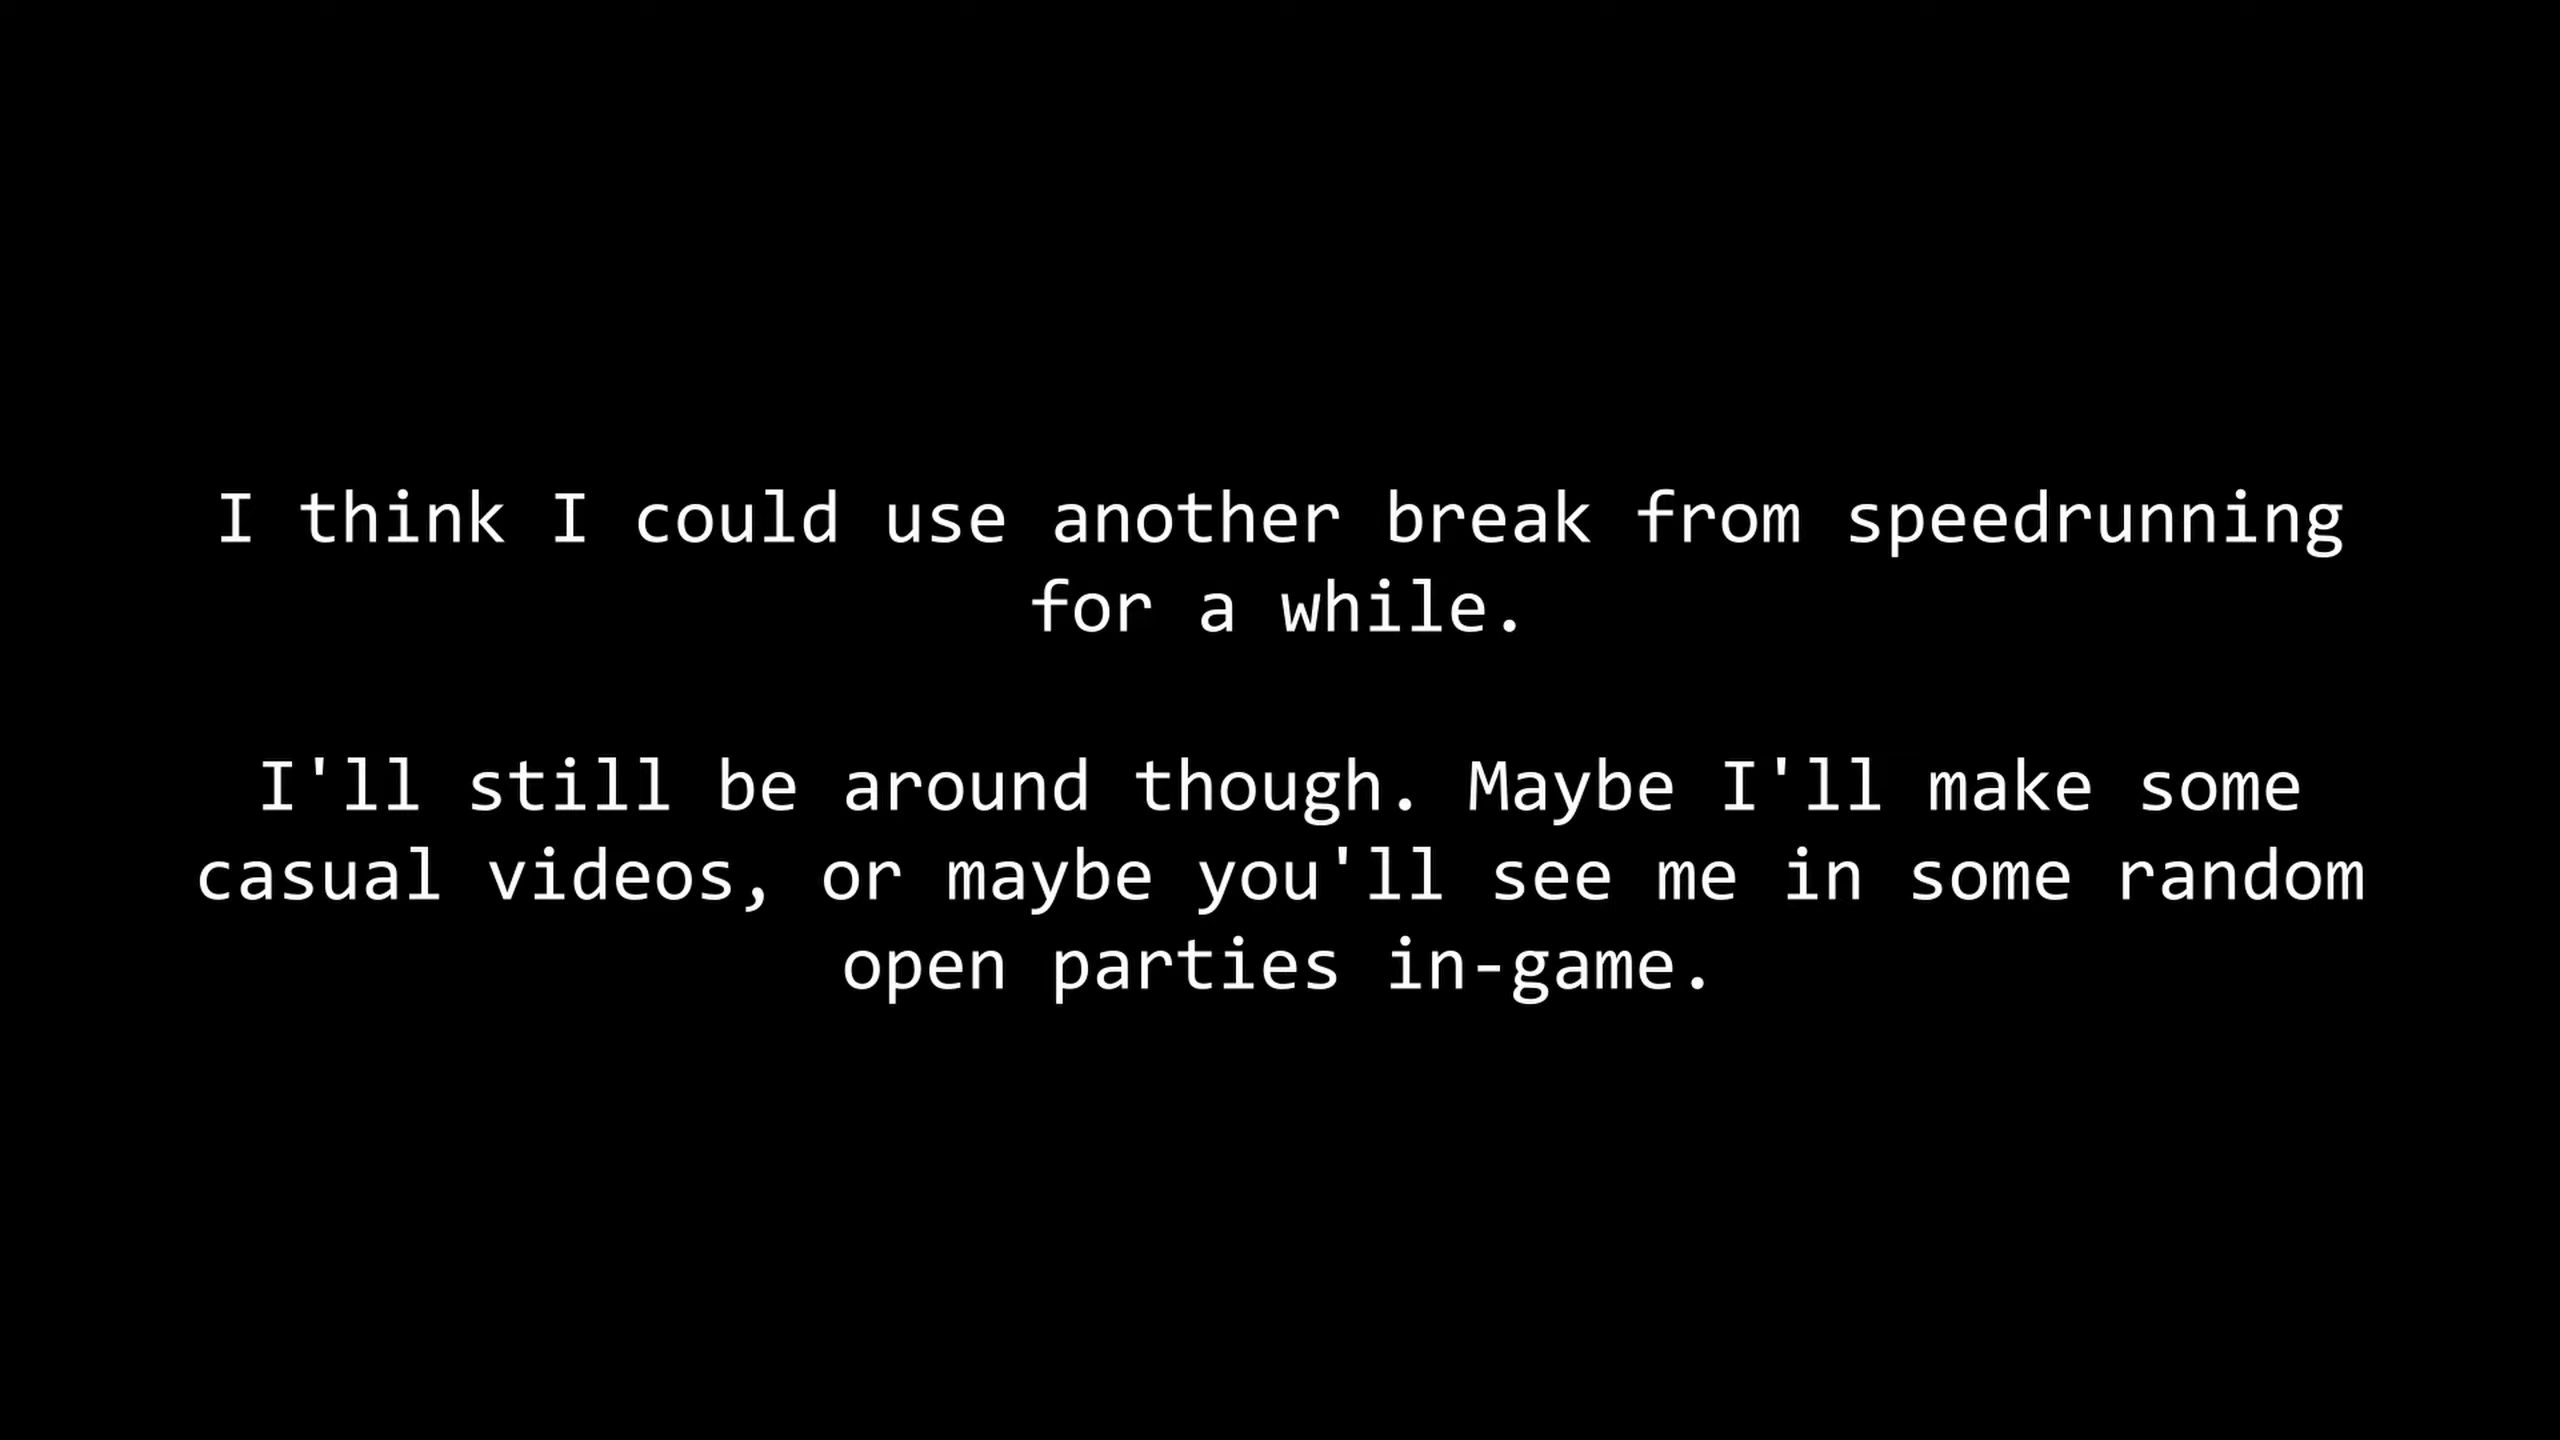 I think I could use another break from speedrunning
for a while.
I'll still be around though. Maybe I'll make some
casual videos, or maybe you'll see me in some random
open parties in-game.